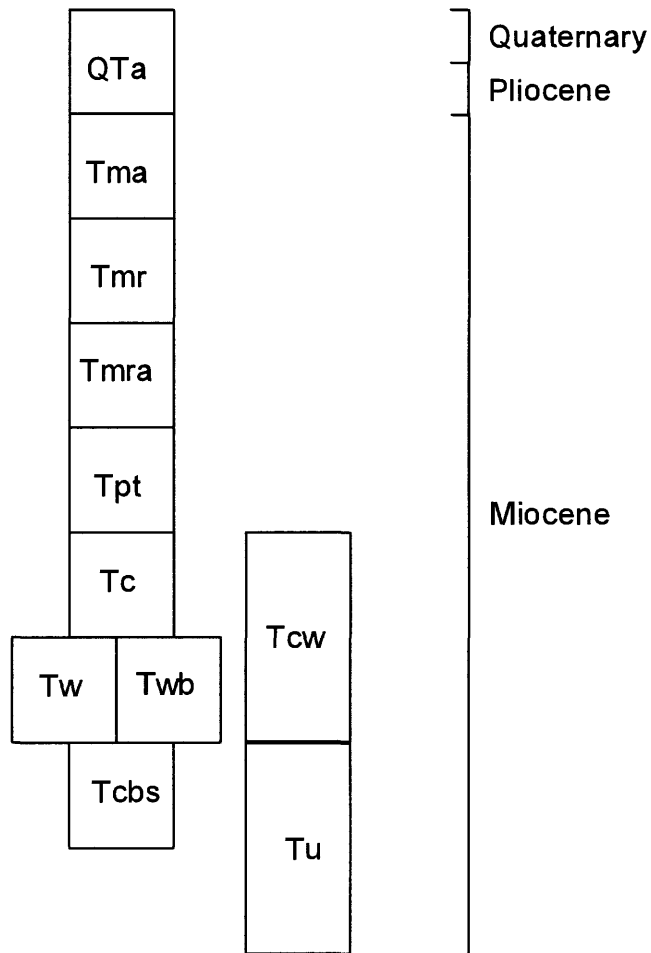 QTa
Quaternary
Pliocene
Tma
Tmr
Tmra
Tpt
Miocene
Tc
Tcw
Tw
Twb
Tcbs
Tu